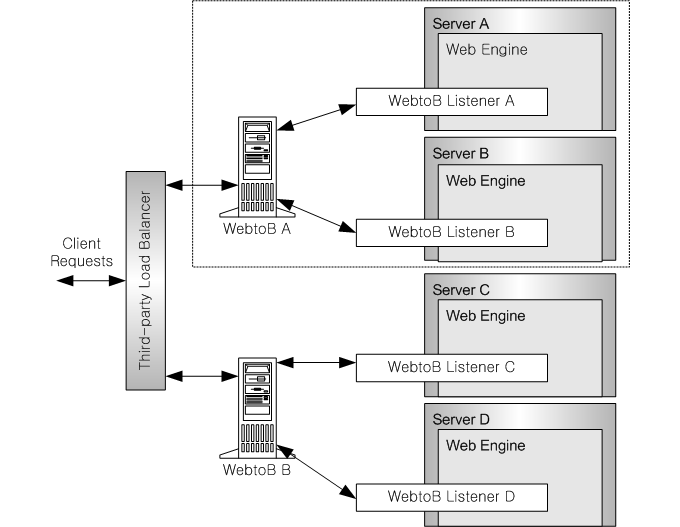 Server A
Web Engine
WebtoB Listener A
Server B
Web Engine
WebtoB Listener B
WebtoB A
Client
Requests
Third-party Load Balancer
Server C
Web Engine
WebtoB Listener C
WebtoB B
Server D
Web Engine
WebtoB Listener D